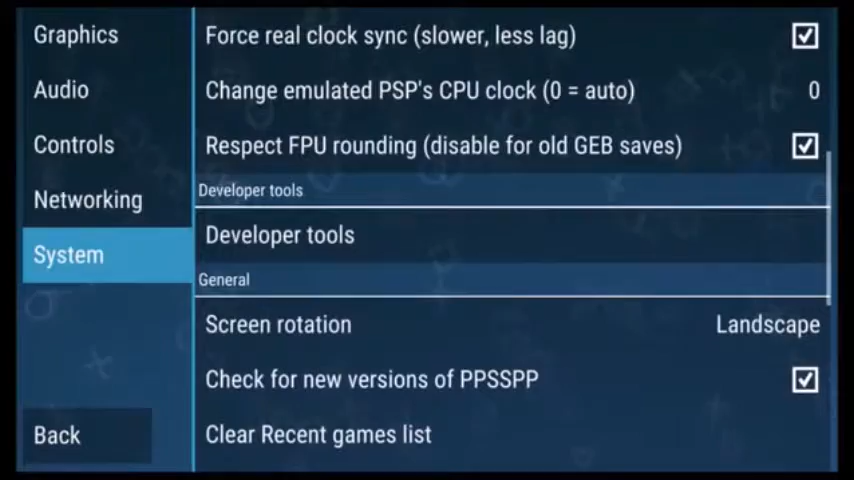 Graphics
Audio
Controls
Networking
System
Back
Force real clock sync (slower, less lag)
Change emulated PSP's CPU clock (0 = auto) 0
Respect FPU rounding (disable for old GEB saves)
Developer tools
Developer tools
General
Screen rotation Landscape
Check for new versions of PPSSPP
Clear Recent games list